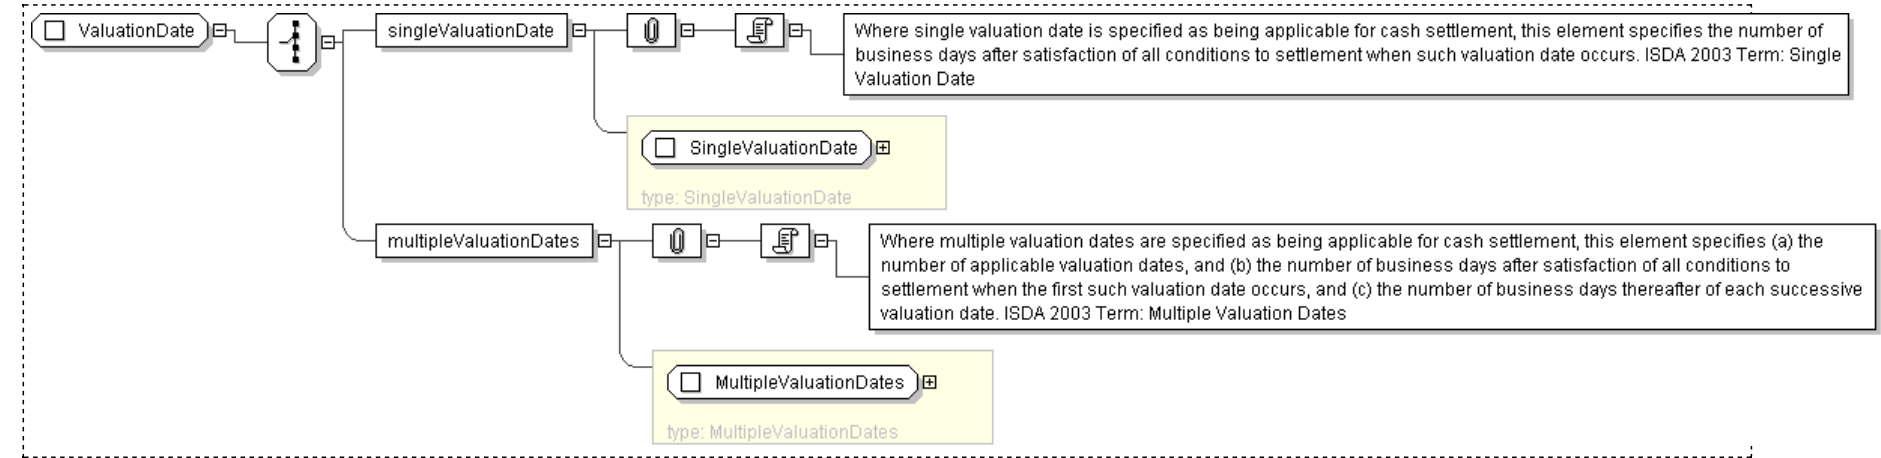 ValuationDate
singleValuationDate
Where single valuation date is specified as being applicable for cash settlement, this element specifies the number of
business days after satisfaction of all conditions to settlement when such valuation date occurs. ISDA 2003 Term: Single
Valuation Date
SingleValuationDate
type: SingleValuationDate
multipleValuationDates
Where multiple valuation dates are specified as being applicable for cash settlement, this element specifies (a) the
number of applicable valuation dates, and (b) the number of business days after satisfaction of all conditions to
settlement when the first such valuation date occurs, and (c) the number of business days thereafter of each successive
valuation date. ISDA 2003 Term: Multiple Valuation Dates
MultipleValuationDates
type: MultipleValuationDates